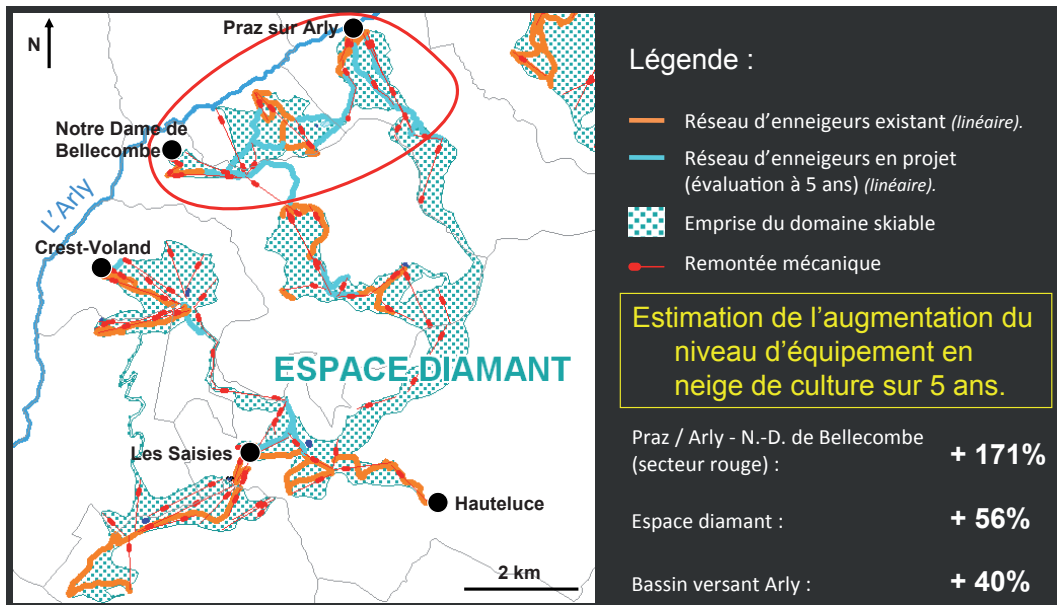 N
Praz sur Arly
Notre Dame de
Bellecombe
L'Arly
Crest-Voland
ESPACE DIAMANT
Les Saisies
Hauteluce
2 km
Légende :
Réseau d'enneigeurs existant (linéaire).
Réseau d'enneigeurs en projet
(évaluation à 5 ans) (linéaire).
Emprise du domaine skiable
Remontée mécanique
Estimation de l'augmentation du
niveau d'équipement en
neige de culture sur 5 ans.
Praz / Arly - N.-D. de Bellecombe
(secteur rouge) : + 171%
Espace diamant : + 56%
Bassin versant Arly : + 40%